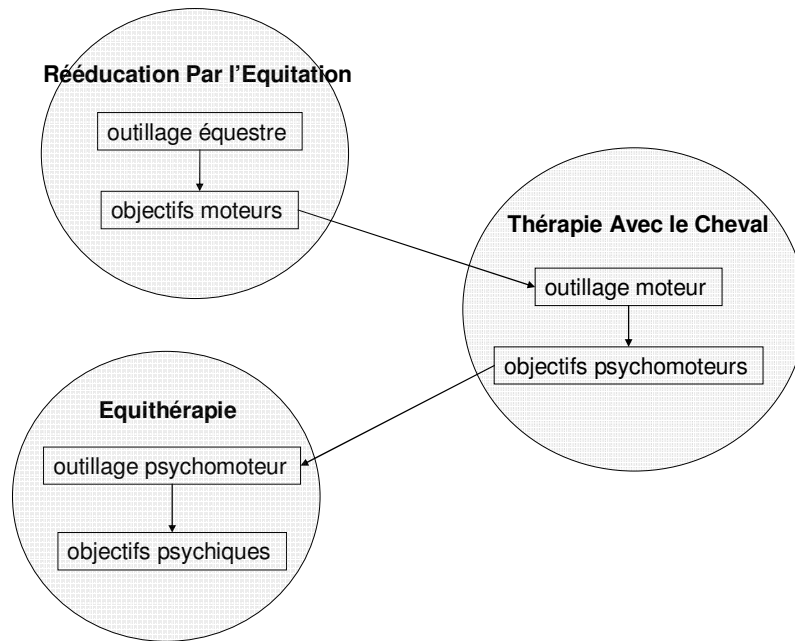 Rééducation Par l'Equitation
outillage équestre
objectifs moteurs
Thérapie Avec le Cheval
outillage moteur
objectifs psychomoteurs
Equithérapie
outillage psychomoteur
objectifs psychiques